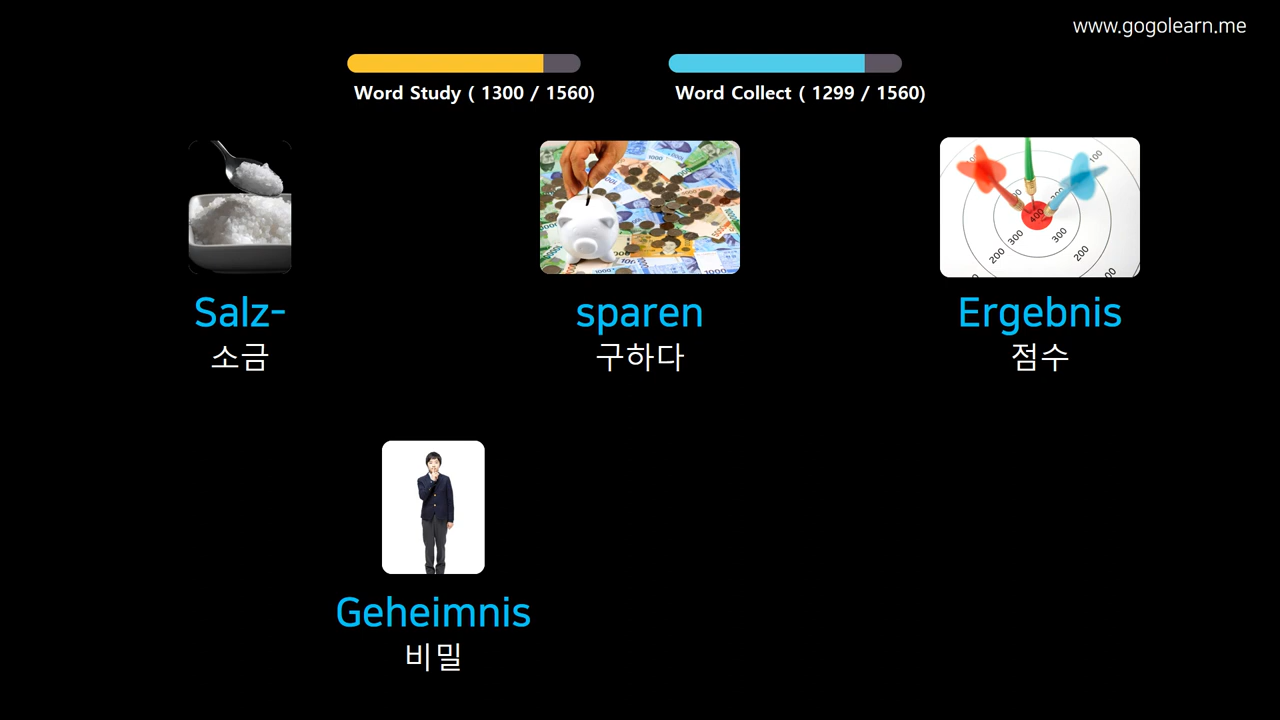 www.gogolearn.me
Word Study ( 1300 / 1560)
Word Collect ( 1299 / 1560)
Salz-
소금
sparen
구하다
Ergebnis
점수
Geheimnis
비밀